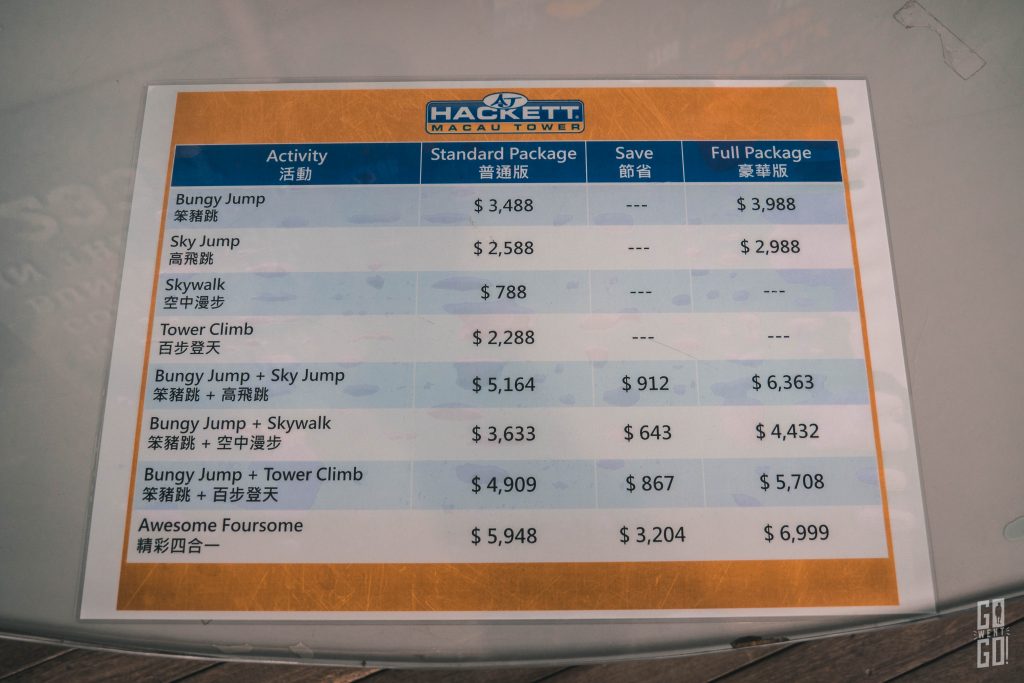 AJ
HACKETT
MACAU TOWER
Activity Standard Package Save Full Package
活動 普通版 節省 豪華版
Bungy Jump $ 3,488 --- $ 3,988
笨豬跳
Sky Jump $ 2,588 --- $ 2,988
高飛跳
Skywalk $ 788 --- ---
空中漫步
Tower Climb $ 2,288 --- ---
百步登天
Bungy Jump + Sky Jump $ 5,164 $ 912 $ 6,363
笨豬跳 + 高飛跳
Bungy Jump + Skywalk $ 3,633 $ 643 $ 4,432
笨豬跳 + 空中漫步
Bungy Jump + Tower Climb $ 4,909 $ 867 $ 5,708
笨豬跳 + 百步登天
Awesome Foursome $ 5,948 $ 3,204 $ 6,999
精彩四合一
GO
WENT
GO!